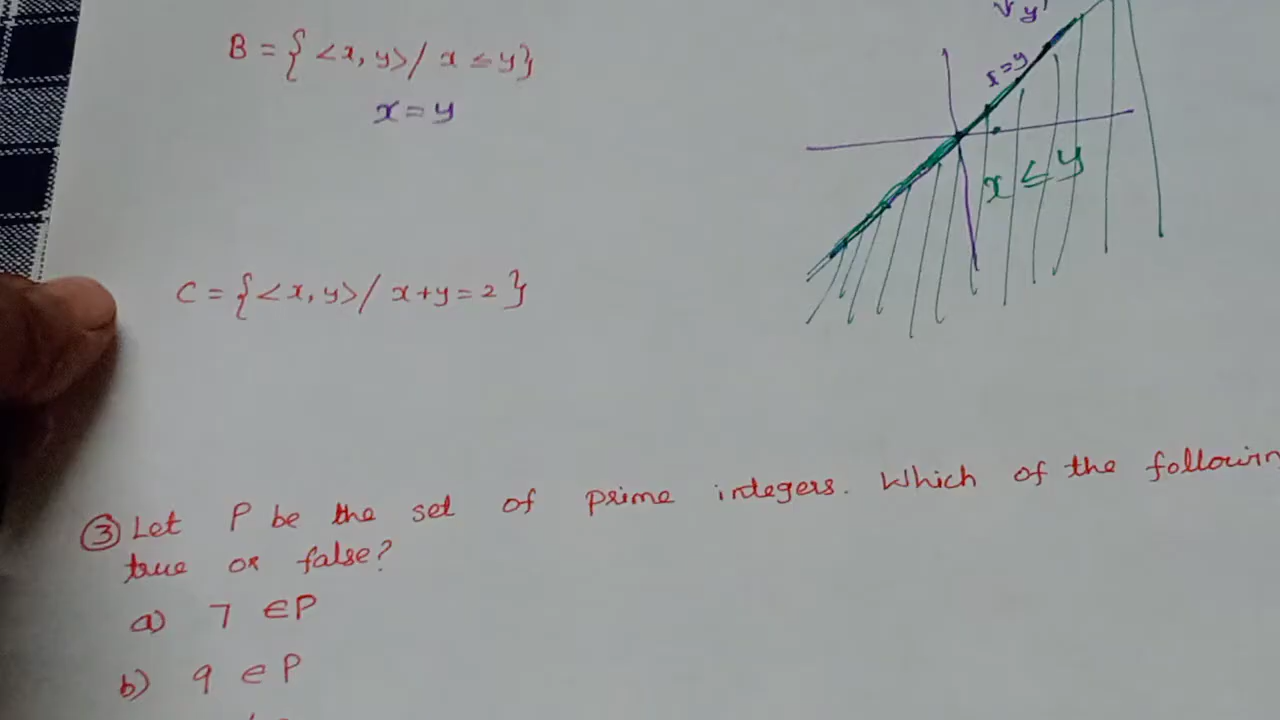 y'
B = { <x, y> / x ≤ y}
x = y
x = y
x ≤ y
C = { <x, y> / x + y = 2 }
③ Let P be the set of prime integers. Which of the followin
true or false?
a) 7 ∈ P
b) 9 ∈ P